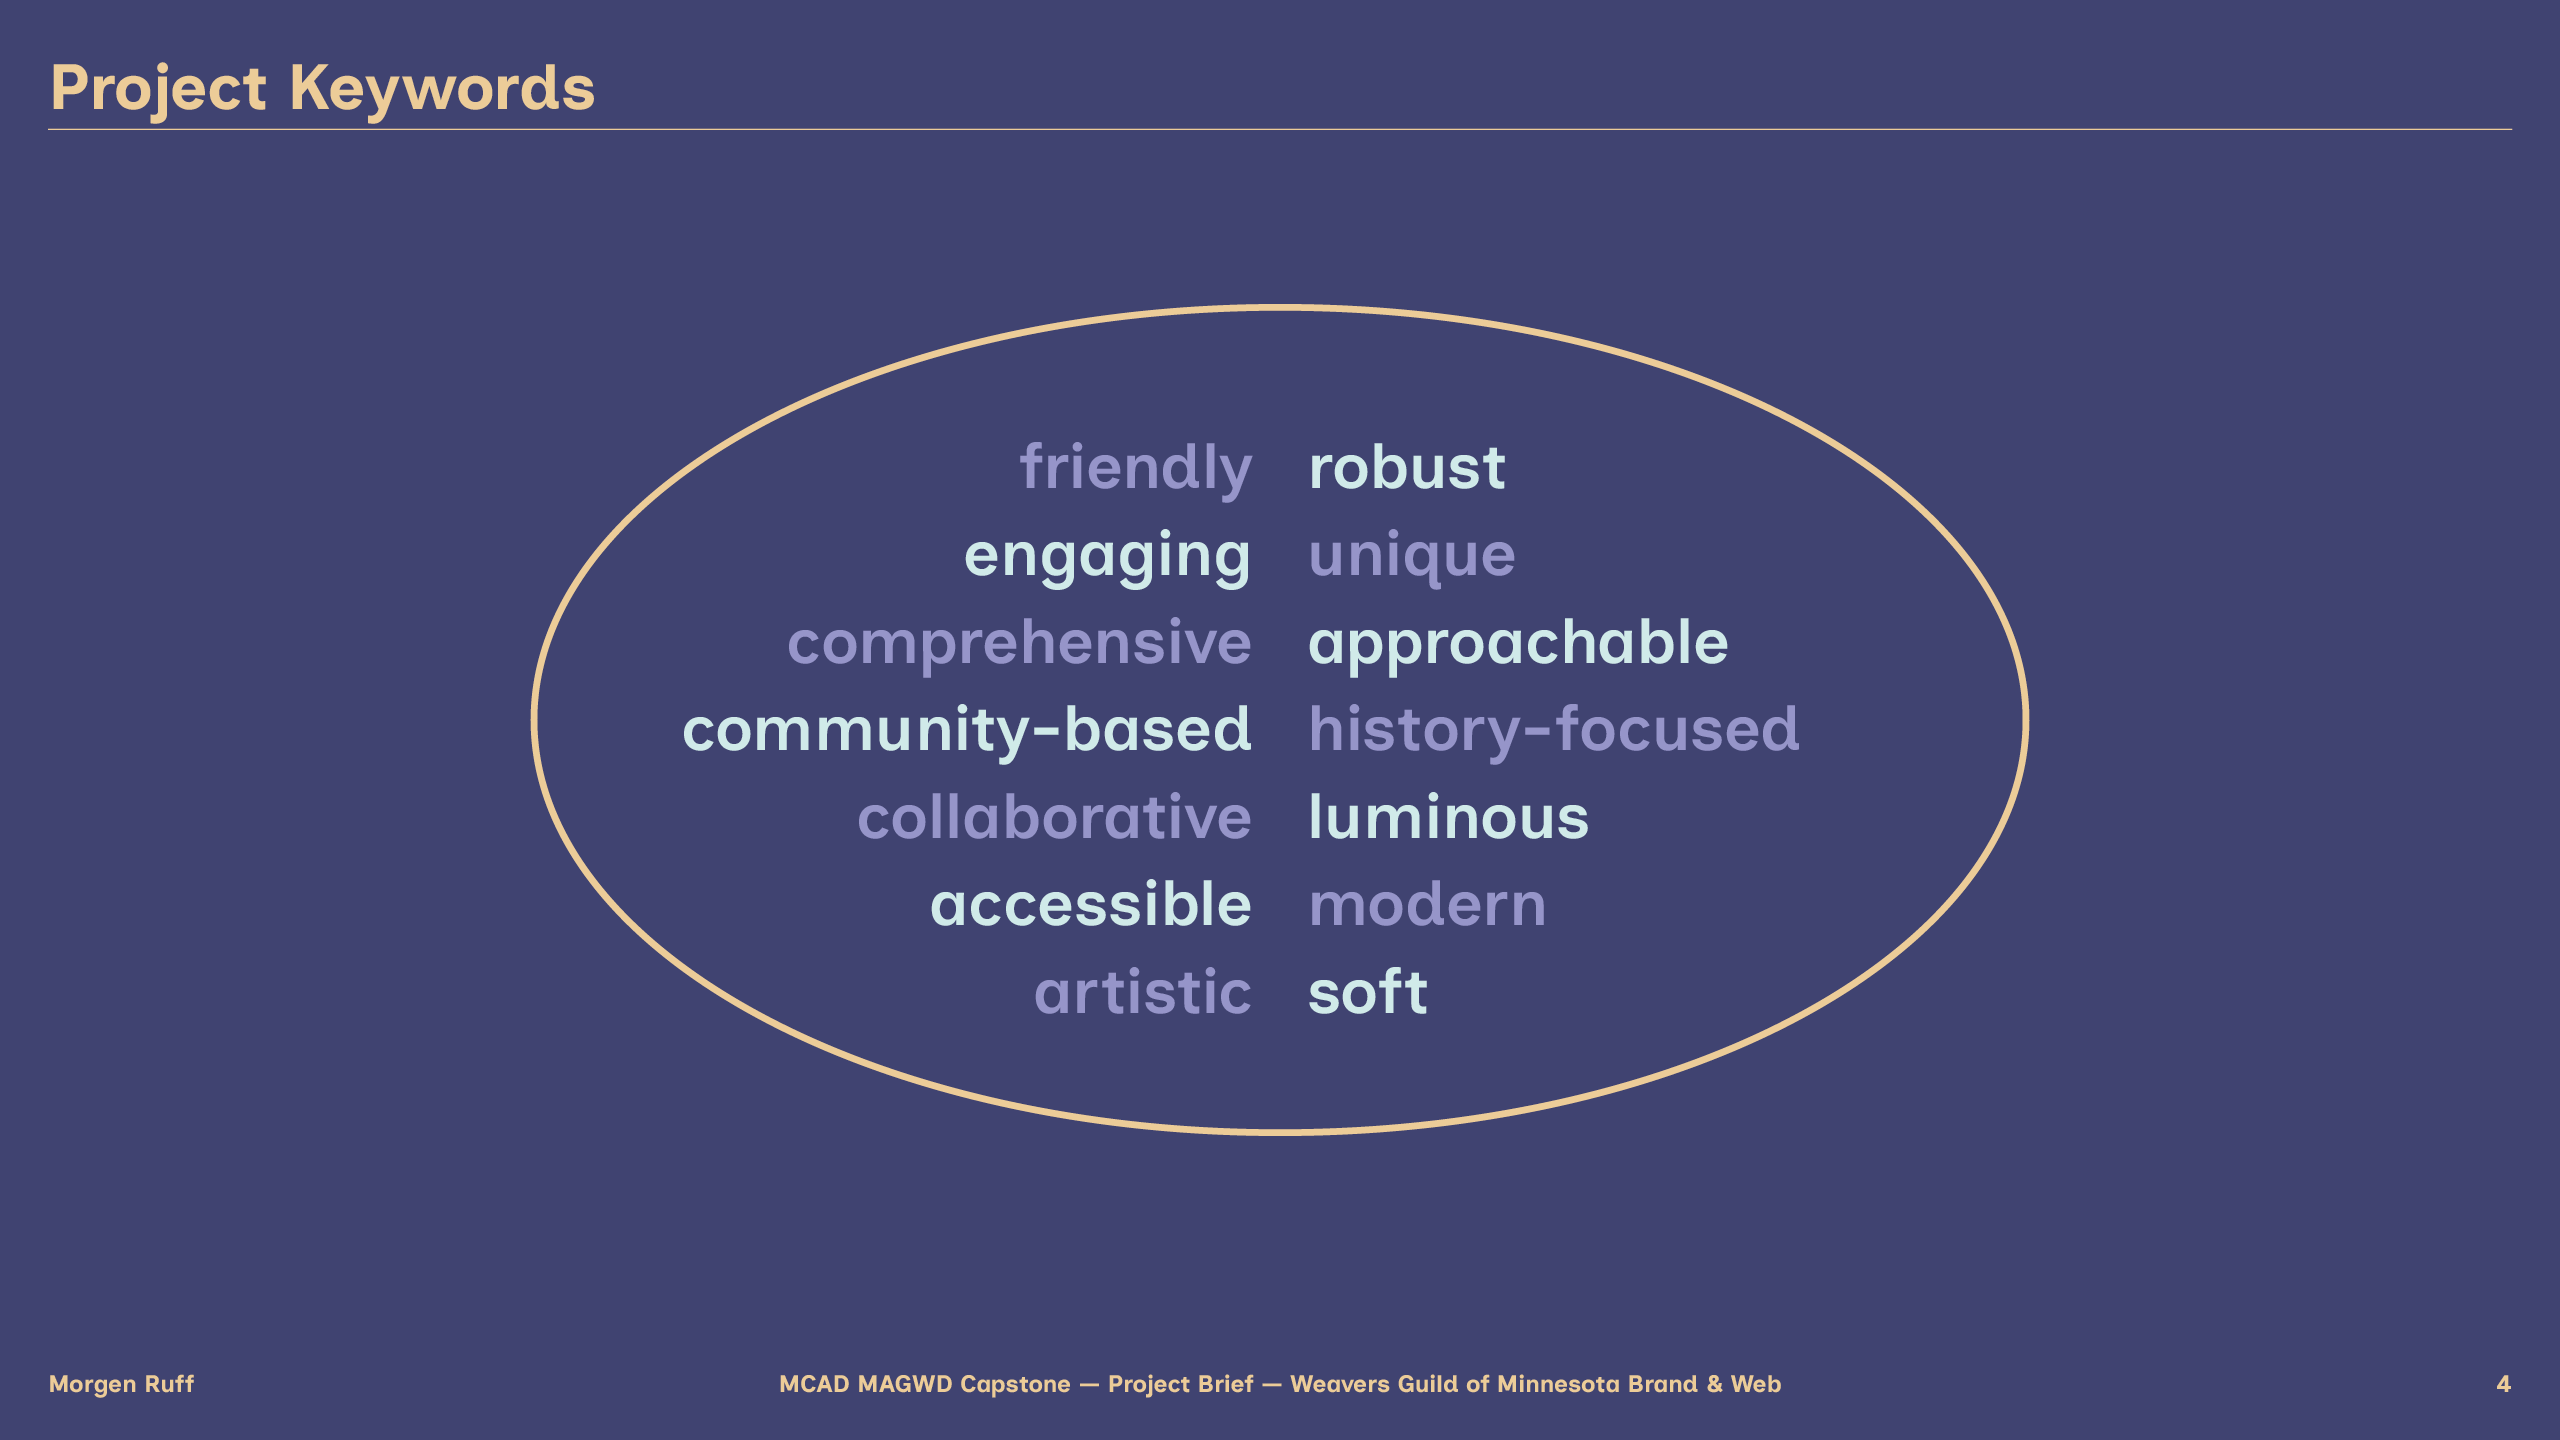 Project Keywords
friendly robust
engaging unique
comprehensive approachable
community-based history-focused
collaborative luminous
accessible modern
artistic soft
Morgen Ruff
MCAD MAGWD Capstone — Project Brief — Weavers Guild of Minnesota Brand & Web
4